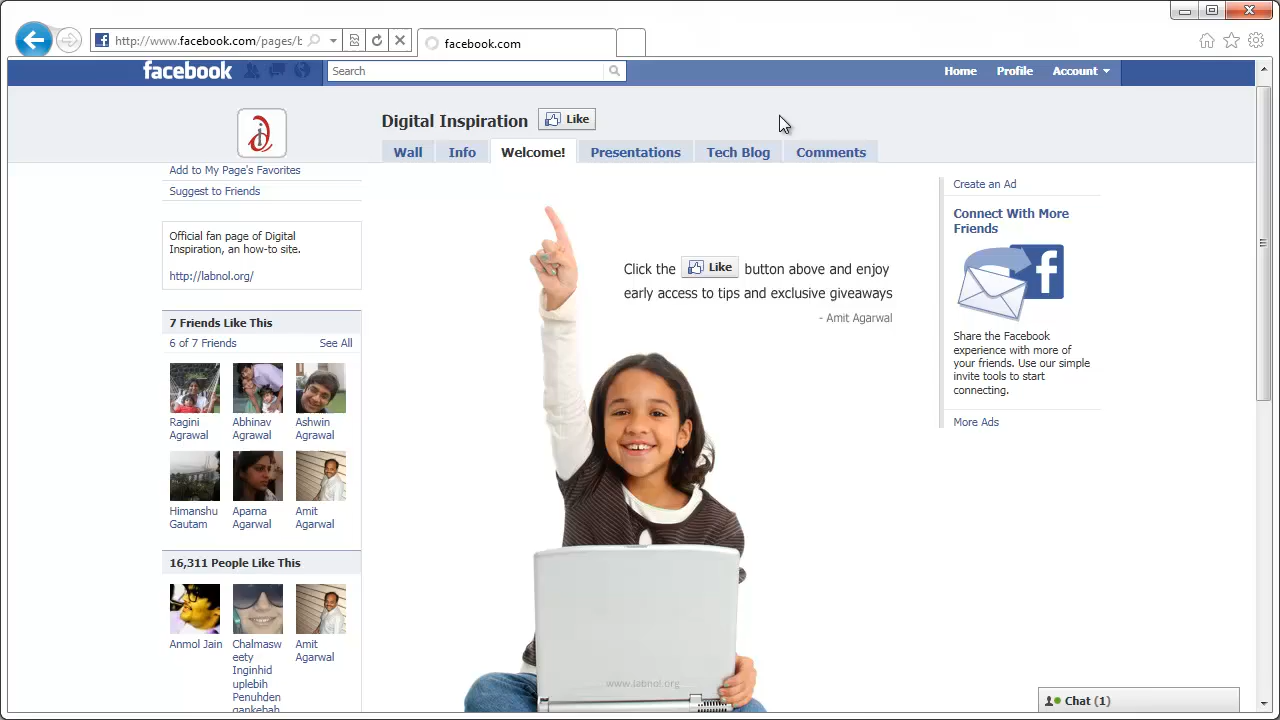 http://www.facebook.com/pages/b
facebook.com
facebook
Search
Home
Profile
Account
Digital Inspiration
Like
Wall
Info
Welcome!
Presentations
Tech Blog
Comments
Add to My Page's Favorites
Suggest to Friends
Official fan page of Digital
Inspiration, an how-to site.
http://labnol.org/
7 Friends Like This
6 of 7 Friends
See All
Ragini
Agrawal
Abhinav
Agrawal
Ashwin
Agrawal
Himanshu
Gautam
Aparna
Agarwal
Amit
Agarwal
16,311 People Like This
Anmol Jain
Chalmasw
eety
Inginhid
uplebih
Penuhden
gankebah
Amit
Agarwal
Click the Like button above and enjoy
early access to tips and exclusive giveaways
- Amit Agarwal
www.labnol.org
Create an Ad
Connect With More
Friends
f
Share the Facebook
experience with more of
your friends. Use our simple
invite tools to start
connecting.
More Ads
Chat (1)